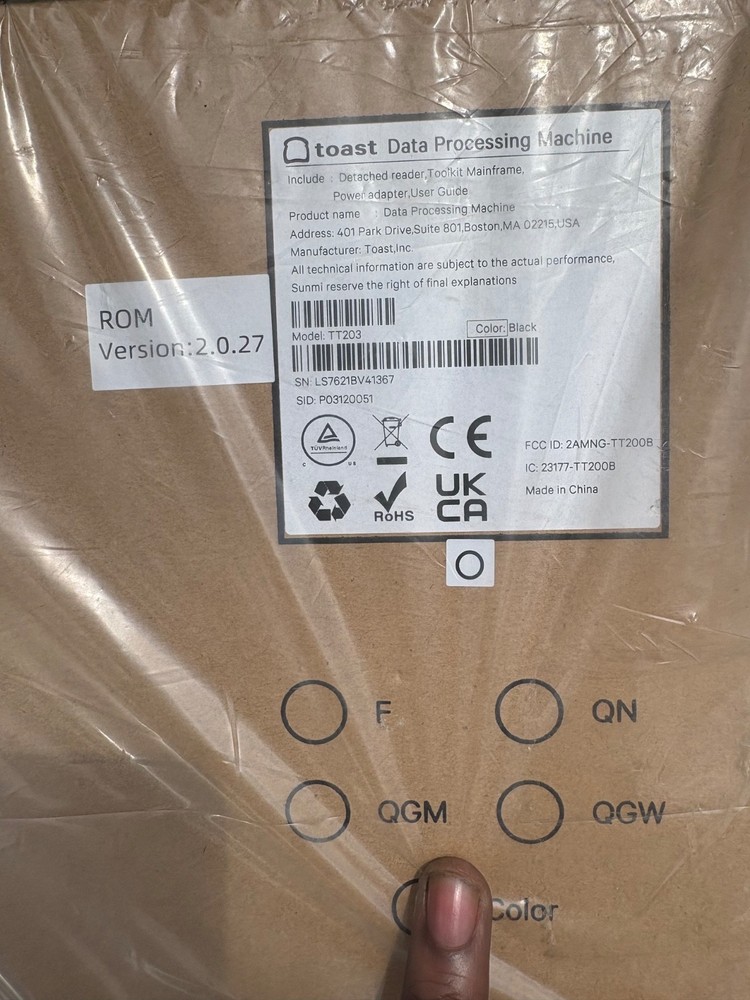 toast Data Processing Machine
Include : Detached reader,Toolkit Mainframe,
Power adapter,User Guide
Product name : Data Processing Machine
Address: 401 Park Drive,Suite 801,Boston,MA 02215,USA
Manufacturer: Toast,Inc.
All technical information are subject to the actual performance,
Sunmi reserve the right of final explanations
Model: TT203
Color: Black
SN: LS7621BV41367
SID: P03120051
ROM
Version:2.0.27
TÜVRheinland
C US
CE
FCC ID: 2AMNG-TT200B
IC: 23177-TT200B
Made in China
RoHS
UK
CA
F
QN
QGM
QGW
Color